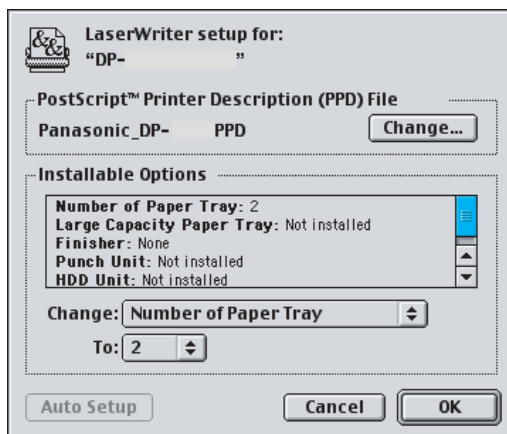 LaserWriter setup for:
“DP- ”
PostScript™ Printer Description (PPD) File
Panasonic_DP- PPD
Change...
Installable Options
Number of Paper Tray: 2
Large Capacity Paper Tray: Not installed
Finisher: None
Punch Unit: Not installed
HDD Unit: Not installed
Change: Number of Paper Tray
To: 2
Auto Setup
Cancel
OK